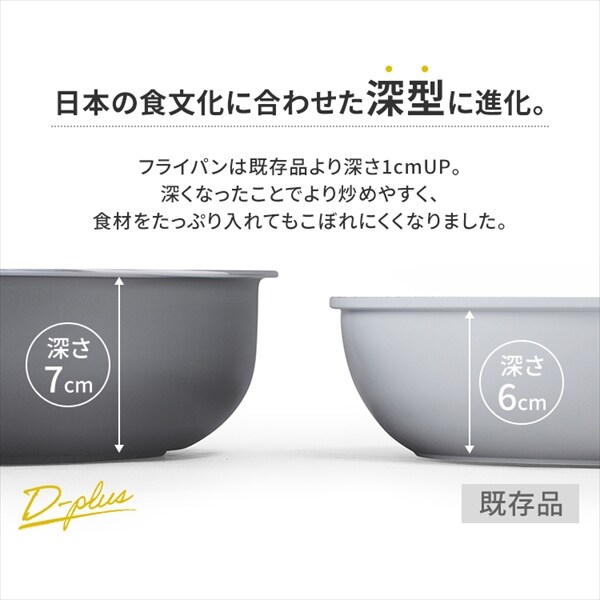 日本の食文化に合わせた深型に進化。
フライパンは既存品より深さ1cmUP。
深くなったことでより炒めやすく、
食材をたっぷり入れてもこぼれにくくなりました。
深さ
7cm
深さ
6cm
D-plus
既存品